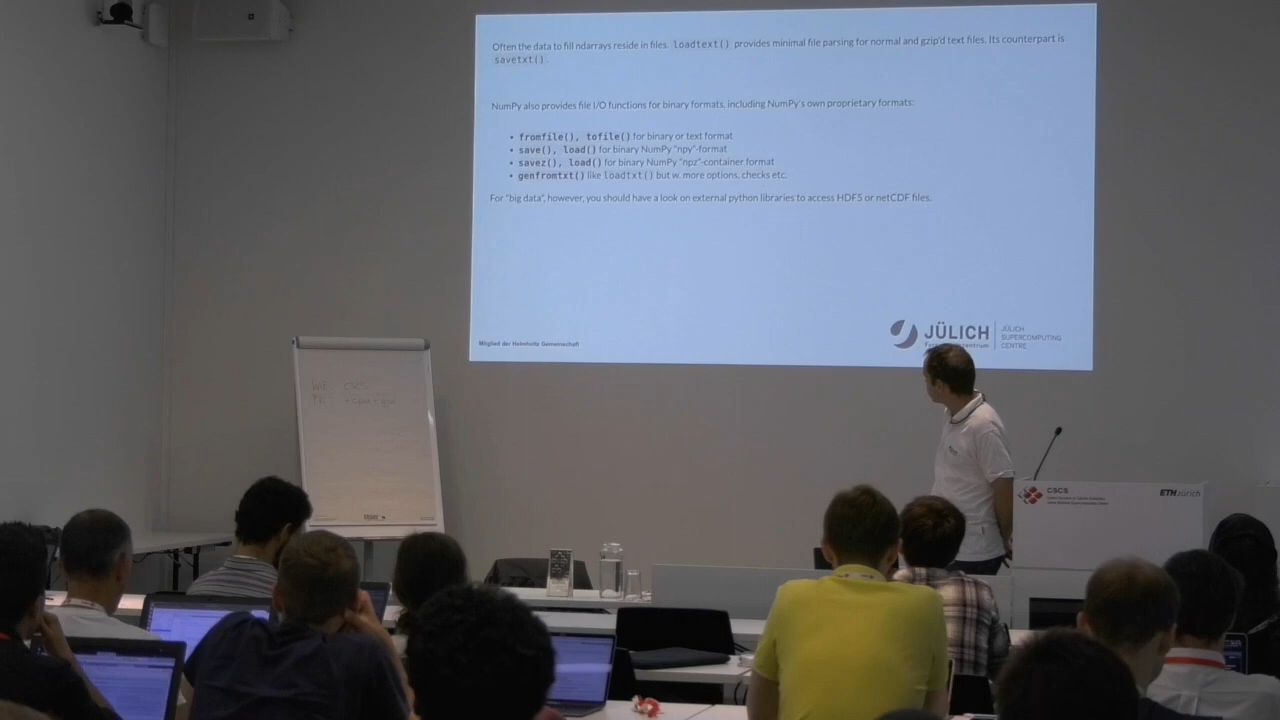 Often the data to fill ndarrays reside in files. loadtext() provides minimal file parsing for normal and gzip'd text files. Its counterpart is
savetxt().
NumPy also provides file I/O functions for binary formats, including NumPy's own proprietary formats:
• fromfile(), tofile() for binary or text format
• save(), load() for binary NumPy "npy"-format
• savez(), load() for binary NumPy "npz"-container format
• genfromtxt() like loadtxt() but w. more options, checks etc.
For "big data", however, you should have a look on external python libraries to access HDF5 or netCDF files.
Mitglied der Helmholtz Gemeinschaft
JÜLICH
JÜLICH
SUPERCOMPUTING
CENTRE
CSCS
ETH zürich